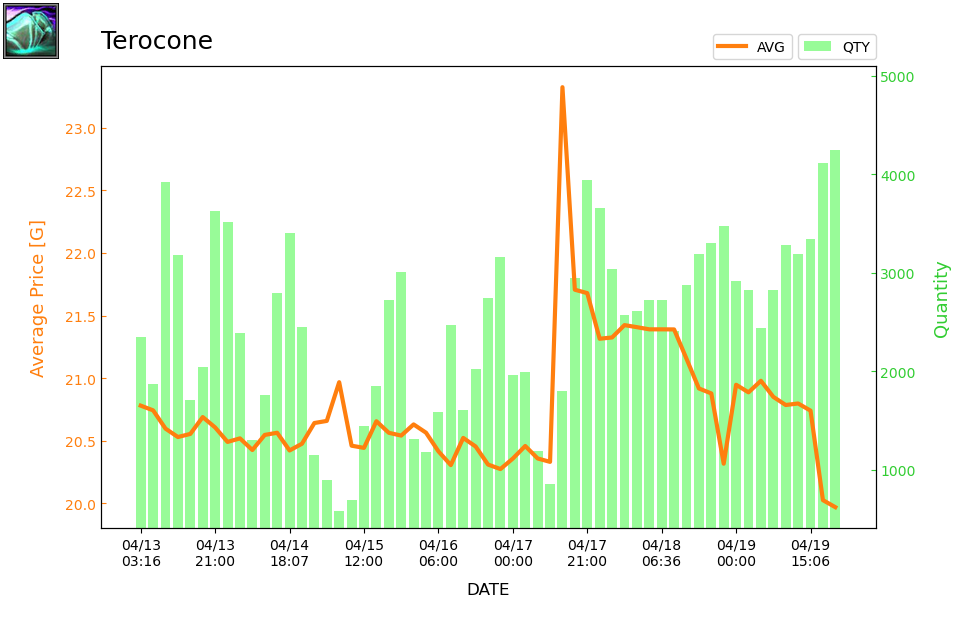 Terocone
AVG
QTY
Average Price [G]
23.0
22.5
22.0
21.5
21.0
20.5
20.0
5000
4000
3000
2000
1000
Quantity
04/13 04/13 04/14 04/15 04/16 04/17 04/17 04/18 04/19 04/19
03:16 21:00 18:07 12:00 06:00 00:00 21:00 06:36 00:00 15:06
DATE